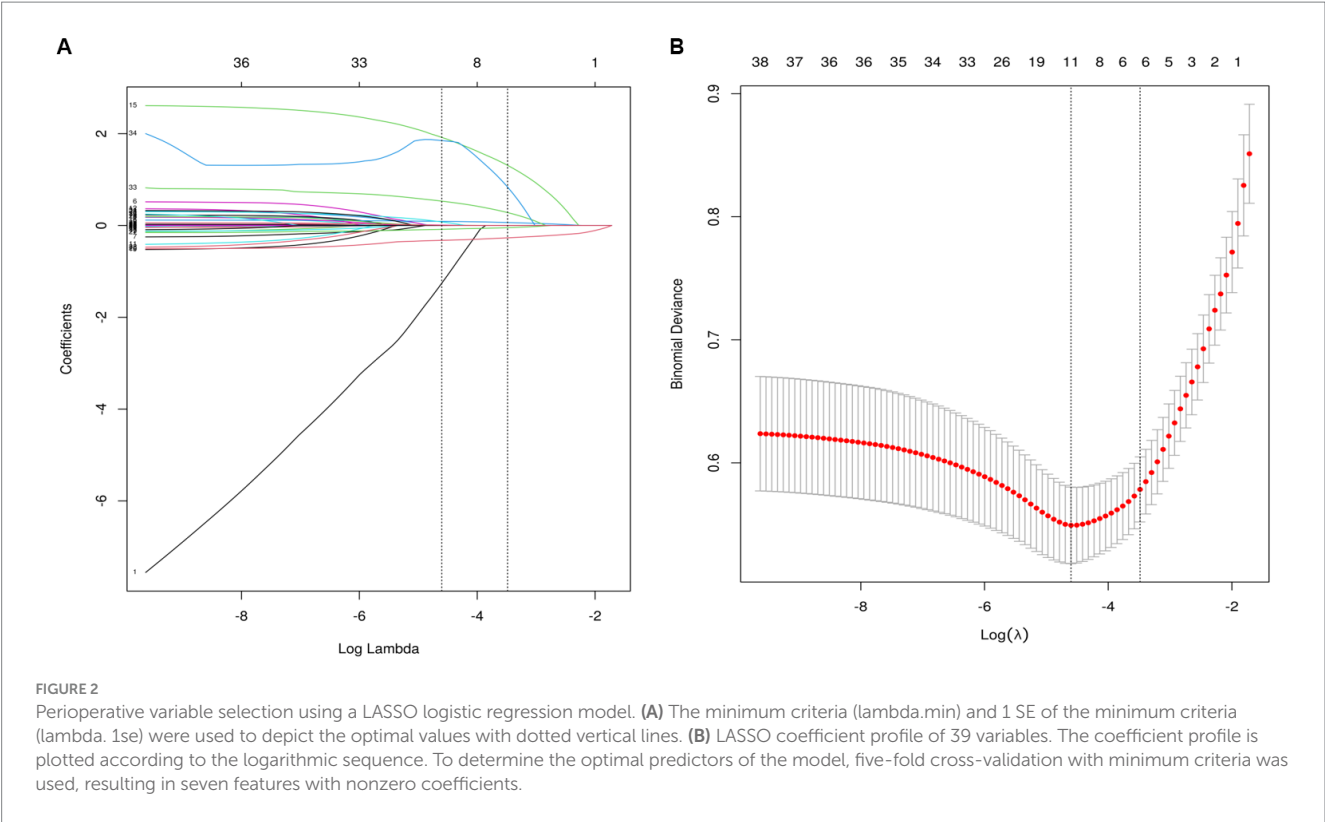 A
36 33 8 1
15
34
33
6
7
11
1
2
0
-2
-4
-6
Coefficients
-8 -6 -4 -2
Log Lambda
B
38 37 36 36 35 34 33 26 19 11 8 6 6 5 3 2 1
0.9
0.8
0.7
0.6
Binomial Deviance
-8 -6 -4 -2
Log(λ)
FIGURE 2
Perioperative variable selection using a LASSO logistic regression model. (A) The minimum criteria (lambda.min) and 1 SE of the minimum criteria
(lambda. 1se) were used to depict the optimal values with dotted vertical lines. (B) LASSO coefficient profile of 39 variables. The coefficient profile is
plotted according to the logarithmic sequence. To determine the optimal predictors of the model, five-fold cross-validation with minimum criteria was
used, resulting in seven features with nonzero coefficients.